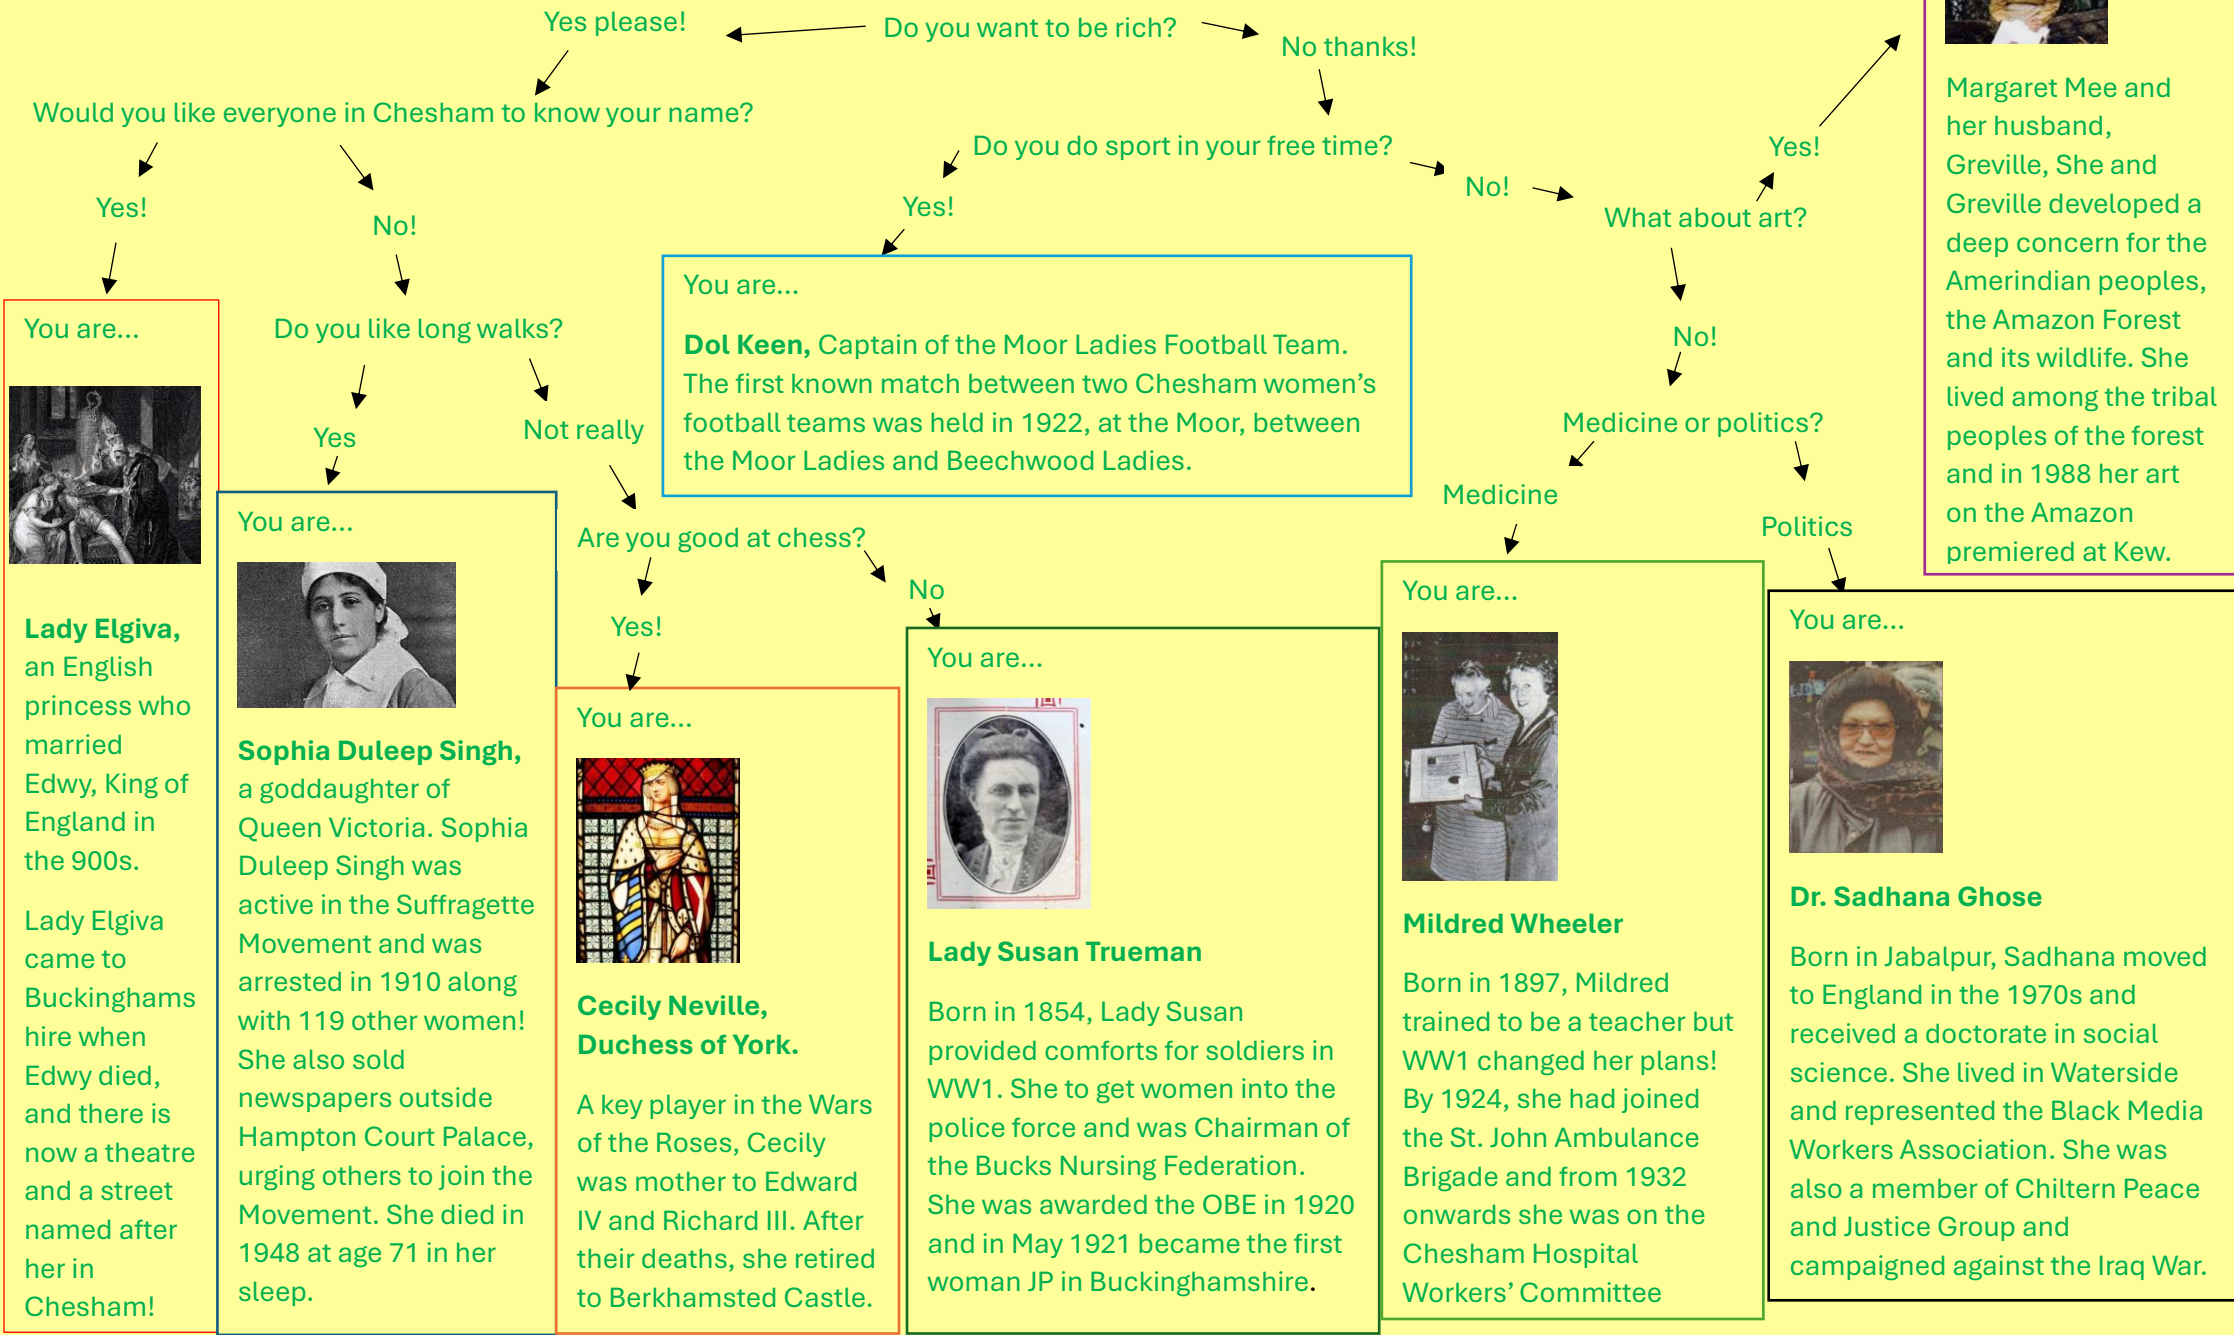 Do you want to be rich?
Yes please!
No thanks!
Would you like everyone in Chesham to know your name?
Yes!
No!
Do you like long walks?
Yes
Not really
Are you good at chess?
Yes!
No
Do you do sport in your free time?
Yes!
No!
What about art?
Yes!
No!
Medicine or politics?
Medicine
Politics
You are...
Lady Elgiva,
an English
princess who
married
Edwy, King of
England in
the 900s.
Lady Elgiva
came to
Buckinghams
hire when
Edwy died,
and there is
now a theatre
and a street
named after
her in
Chesham!
You are...
Sophia Duleep Singh,
a goddaughter of
Queen Victoria. Sophia
Duleep Singh was
active in the Suffragette
Movement and was
arrested in 1910 along
with 119 other women!
She also sold
newspapers outside
Hampton Court Palace,
urging others to join the
Movement. She died in
1948 at age 71 in her
sleep.
You are...
Cecily Neville,
Duchess of York.
A key player in the Wars
of the Roses, Cecily
was mother to Edward
IV and Richard III. After
their deaths, she retired
to Berkhamsted Castle.
You are...
Dol Keen, Captain of the Moor Ladies Football Team.
The first known match between two Chesham women's
football teams was held in 1922, at the Moor, between
the Moor Ladies and Beechwood Ladies.
You are...
Lady Susan Trueman
Born in 1854, Lady Susan
provided comforts for soldiers in
WW1. She to get women into the
police force and was Chairman of
the Bucks Nursing Federation.
She was awarded the OBE in 1920
and in May 1921 became the first
woman JP in Buckinghamshire.
You are...
Mildred Wheeler
Born in 1897, Mildred
trained to be a teacher but
WW1 changed her plans!
By 1924, she had joined
the St. John Ambulance
Brigade and from 1932
onwards she was on the
Chesham Hospital
Workers' Committee
You are...
Dr. Sadhana Ghose
Born in Jabalpur, Sadhana moved
to England in the 1970s and
received a doctorate in social
science. She lived in Waterside
and represented the Black Media
Workers Association. She was
also a member of Chiltern Peace
and Justice Group and
campaigned against the Iraq War.
Margaret Mee and
her husband,
Greville, She and
Greville developed a
deep concern for the
Amerindian peoples,
the Amazon Forest
and its wildlife. She
lived among the tribal
peoples of the forest
and in 1988 her art
on the Amazon
premiered at Kew.